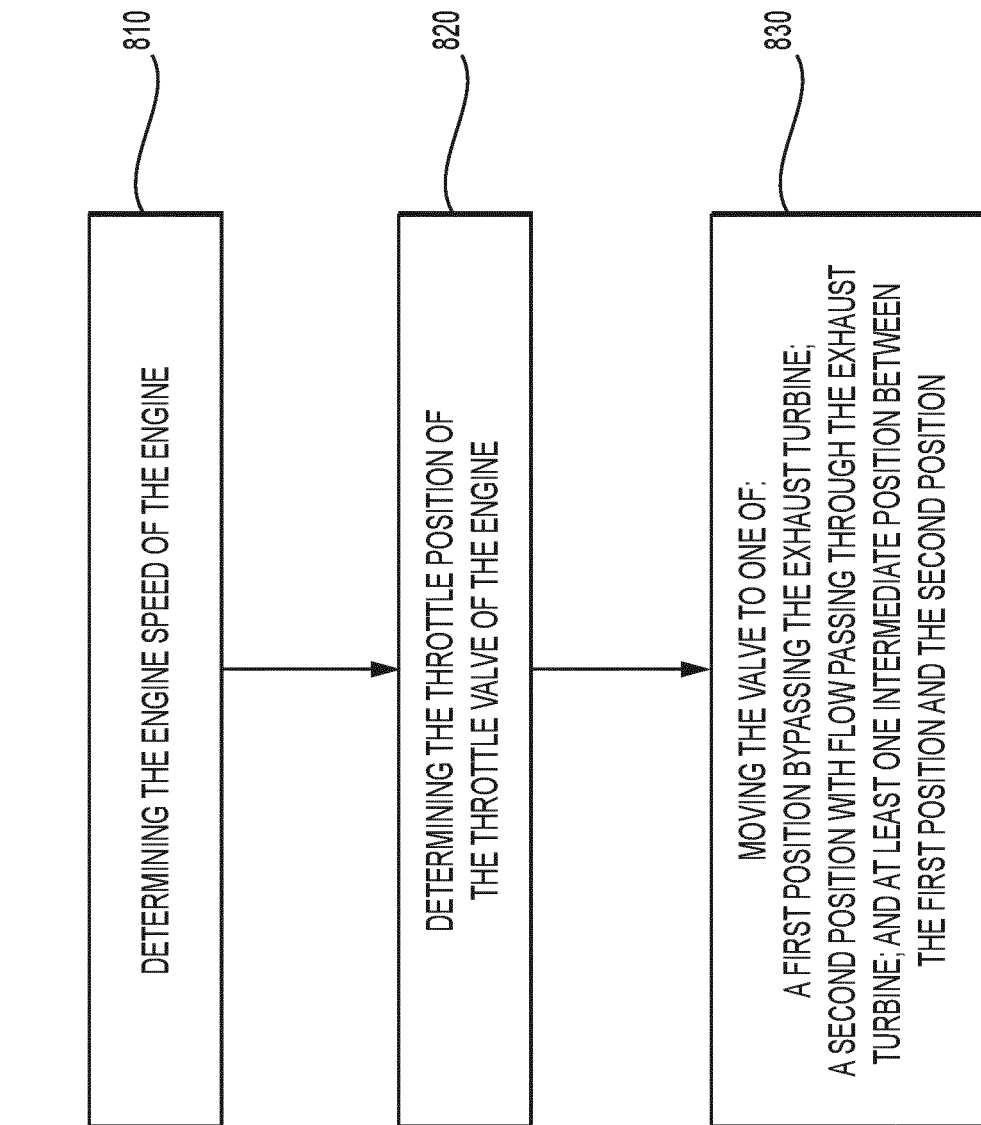 810
DETERMINING THE ENGINE SPEED OF THE ENGINE
820
DETERMINING THE THROTTLE POSITION OF
THE THROTTLE VALVE OF THE ENGINE
830
MOVING THE VALVE TO ONE OF:
A FIRST POSITION BYPASSING THE EXHAUST TURBINE;
A SECOND POSITION WITH FLOW PASSING THROUGH THE EXHAUST
TURBINE; AND AT LEAST ONE INTERMEDIATE POSITION BETWEEN
THE FIRST POSITION AND THE SECOND POSITION